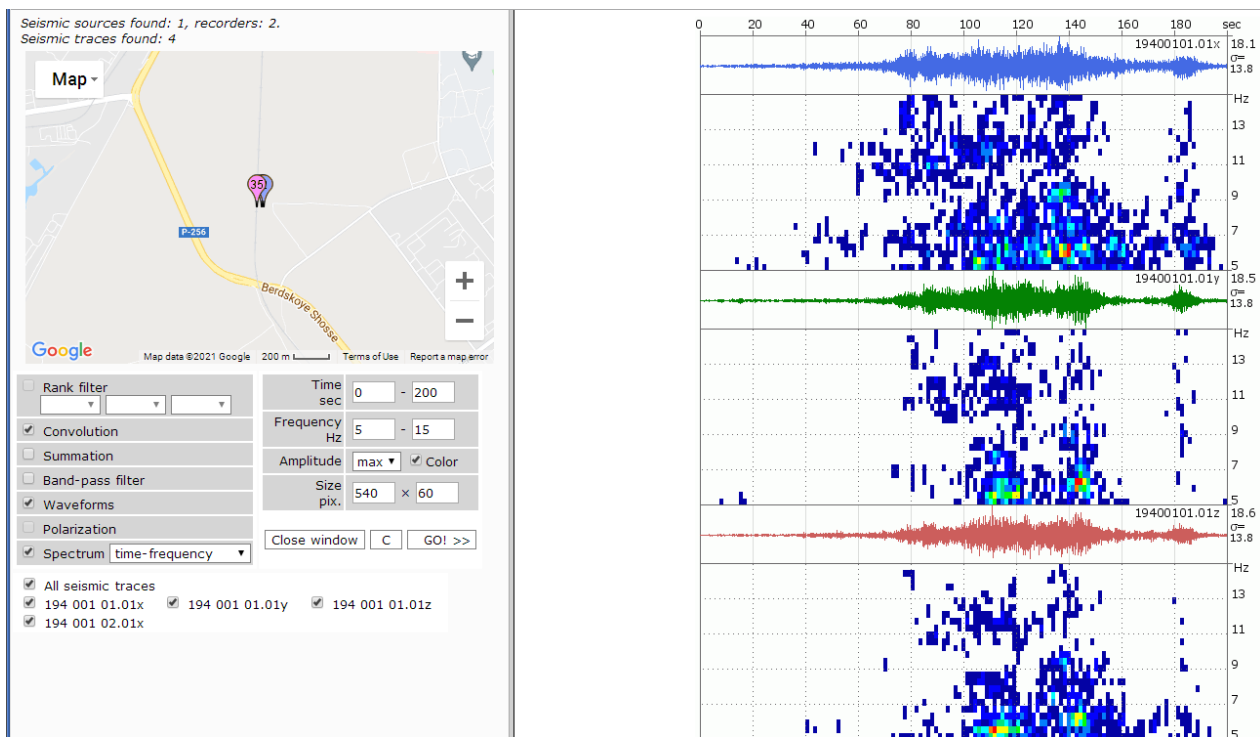 Seismic sources found: 1, recorders: 2.
Seismic traces found: 4
Map
35
P-256
Berdskoye Shosse
Google
Map data ©2021 Google 200 m Terms of Use Report a map error
Rank filter
Convolution
Summation
Band-pass filter
Waveforms
Polarization
Spectrum time-frequency
Time sec 0 - 200
Frequency Hz 5 - 15
Amplitude max Color
Size pix. 540 × 60
Close window C GO! >>
All seismic traces
194 001 01.01x 194 001 01.01y 194 001 01.01z
194 001 02.01x
0 20 40 60 80 100 120 140 160 180 sec
19400101.01x 18.1
σ=
13.8
Hz
13
11
9
7
5
19400101.01y 18.5
σ=
13.8
Hz
13
11
9
7
5
19400101.01z 18.6
σ=
13.8
Hz
13
11
9
7
5